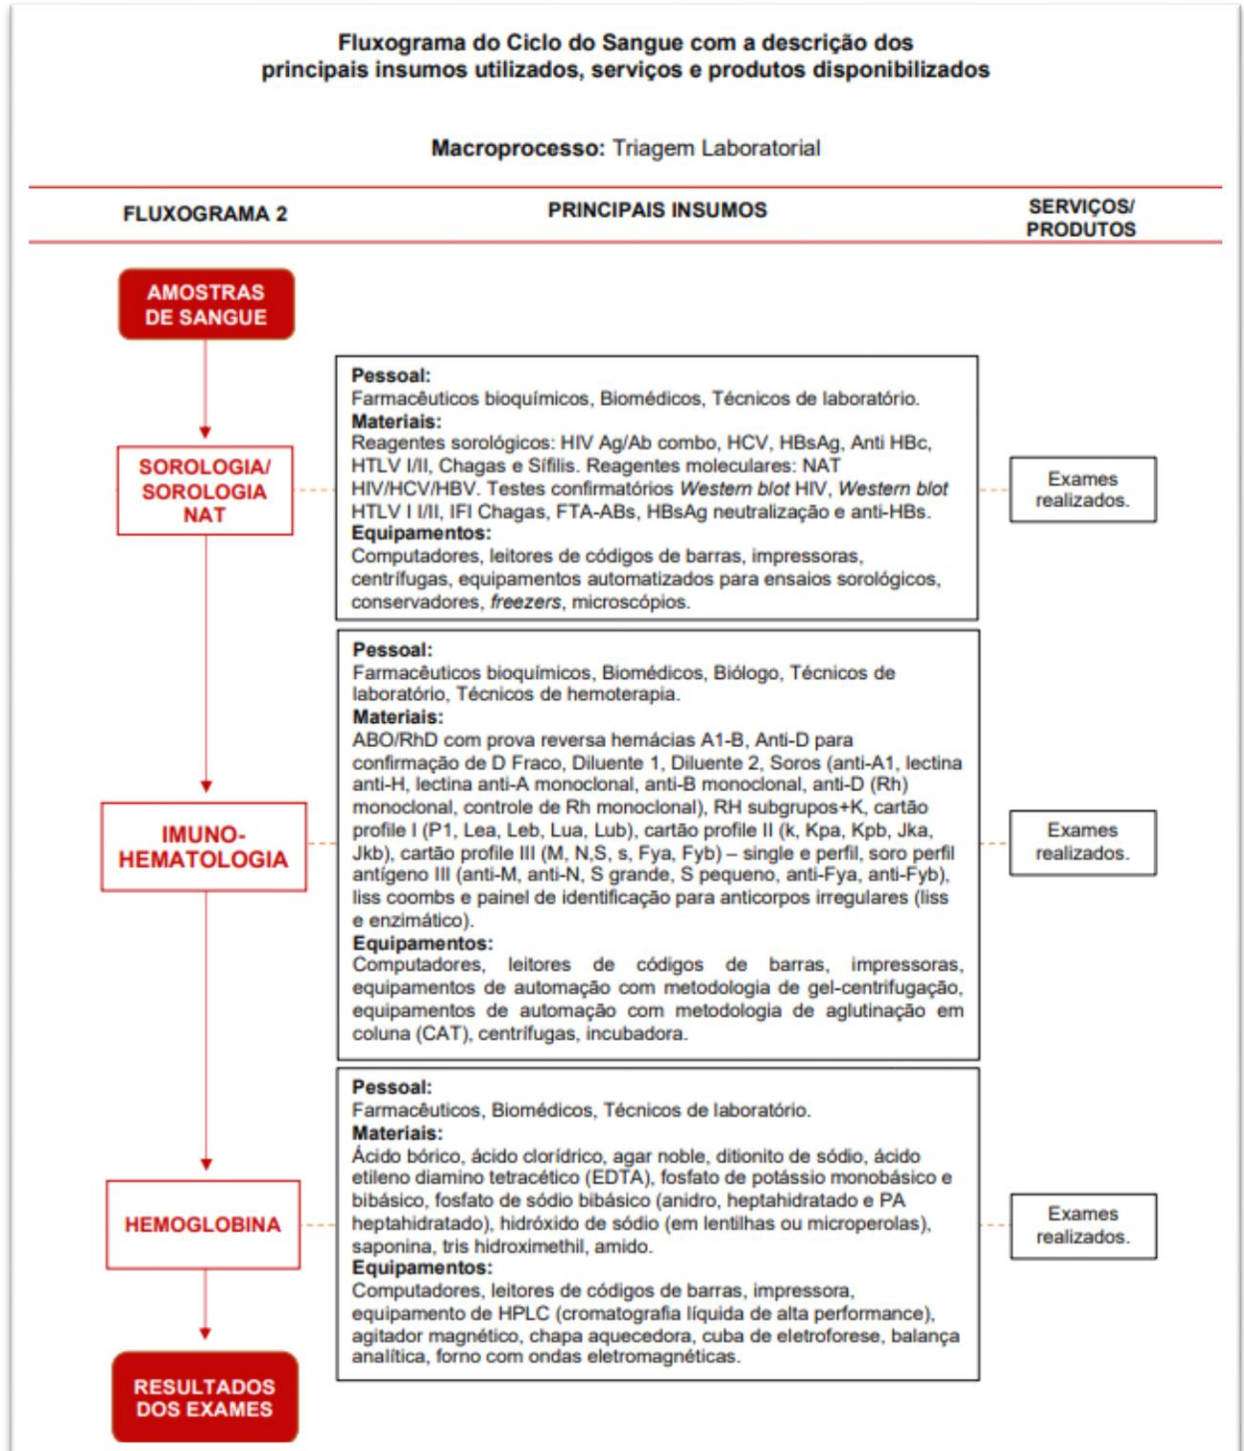 Fluxograma do Ciclo do Sangue com a descrição dos
principais insumos utilizados, serviços e produtos disponibilizados
Macroprocesso: Triagem Laboratorial
FLUXOGRAMA 2
PRINCIPAIS INSUMOS
SERVIÇOS/
PRODUTOS
AMOSTRAS
DE SANGUE
SOROLOGIA/
SOROLOGIA
NAT
Pessoal:
Farmacêuticos bioquímicos, Biomédicos, Técnicos de laboratório.
Materiais:
Reagentes sorológicos: HIV Ag/Ab combo, HCV, HBsAg, Anti HBc,
HTLV I/II, Chagas e Sífilis. Reagentes moleculares: NAT
HIV/HCV/HBV. Testes confirmatórios Western blot HIV, Western blot
HTLV I I/II, IFI Chagas, FTA-ABs, HBsAg neutralização e anti-HBs.
Equipamentos:
Computadores, leitores de códigos de barras, impressoras,
centrífugas, equipamentos automatizados para ensaios sorológicos,
conservadores, freezers, microscópios.
Exames
realizados.
IMUNO-
HEMATOLOGIA
Pessoal:
Farmacêuticos bioquímicos, Biomédicos, Biólogo, Técnicos de
laboratório, Técnicos de hemoterapia.
Materiais:
ABO/RhD com prova reversa hemácias A1-B, Anti-D para
confirmação de D Fraco, Diluente 1, Diluente 2, Soros (anti-A1, lectina
anti-H, lectina anti-A monoclonal, anti-B monoclonal, anti-D (Rh)
monoclonal, controle de Rh monoclonal), RH subgrupos+K, cartão
profile I (P1, Lea, Leb, Lua, Lub), cartão profile II (k, Kpa, Kpb, Jka,
Jkb), cartão profile III (M, N,S, s, Fya, Fyb) – single e perfil, soro perfil
antígeno III (anti-M, anti-N, S grande, S pequeno, anti-Fya, anti-Fyb),
liss coombs e painel de identificação para anticorpos irregulares (liss
e enzimático).
Equipamentos:
Computadores, leitores de códigos de barras, impressoras,
equipamentos de automação com metodologia de gel-centrifugação,
equipamentos de automação com metodologia de aglutinação em
coluna (CAT), centrífugas, incubadora.
Exames
realizados.
HEMOGLOBINA
Pessoal:
Farmacêuticos, Biomédicos, Técnicos de laboratório.
Materiais:
Ácido bórico, ácido clorídrico, agar noble, ditionito de sódio, ácido
etileno diamino tetracético (EDTA), fosfato de potássio monobásico e
bibásico, fosfato de sódio bibásico (anidro, heptahidratado e PA
heptahidratado), hidróxido de sódio (em lentilhas ou microperolas),
saponina, tris hidroximethil, amido.
Equipamentos:
Computadores, leitores de códigos de barras, impressora,
equipamento de HPLC (cromatografia líquida de alta performance),
agitador magnético, chapa aquecedora, cuba de eletroforese, balança
analítica, forno com ondas eletromagnéticas.
Exames
realizados.
RESULTADOS
DOS EXAMES